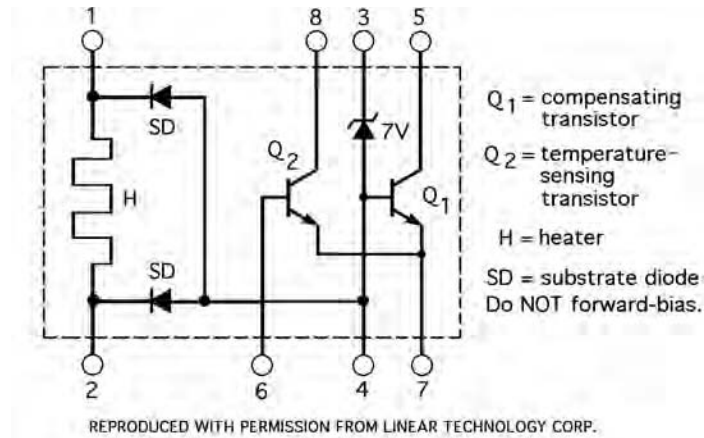 1 8 3 5
SD
7V
Q2
Q1
H
SD
2 6 4 7
Q1 = compensating
transistor
Q2 = temperature-
sensing
transistor
H = heater
SD = substrate diode
Do NOT forward-bias.
REPRODUCED WITH PERMISSION FROM LINEAR TECHNOLOGY CORP.